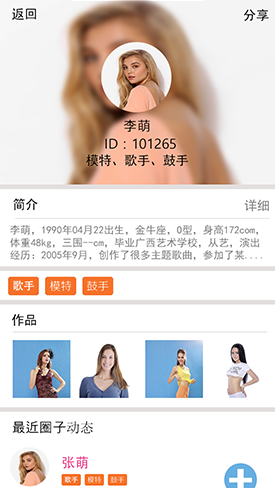 返回 分享
李萌
ID：101265
模特、歌手、鼓手
简介 详细
李萌，1990年04月22出生，金牛座，O型，身高172com，
体重48kg，三围--cm，毕业广西艺术学校，从艺，演出
经历：2005年9月，创作了很多主题歌曲，参加了某....
歌手 模特 鼓手
作品
最近圈子动态
张萌
歌手 模特 鼓手